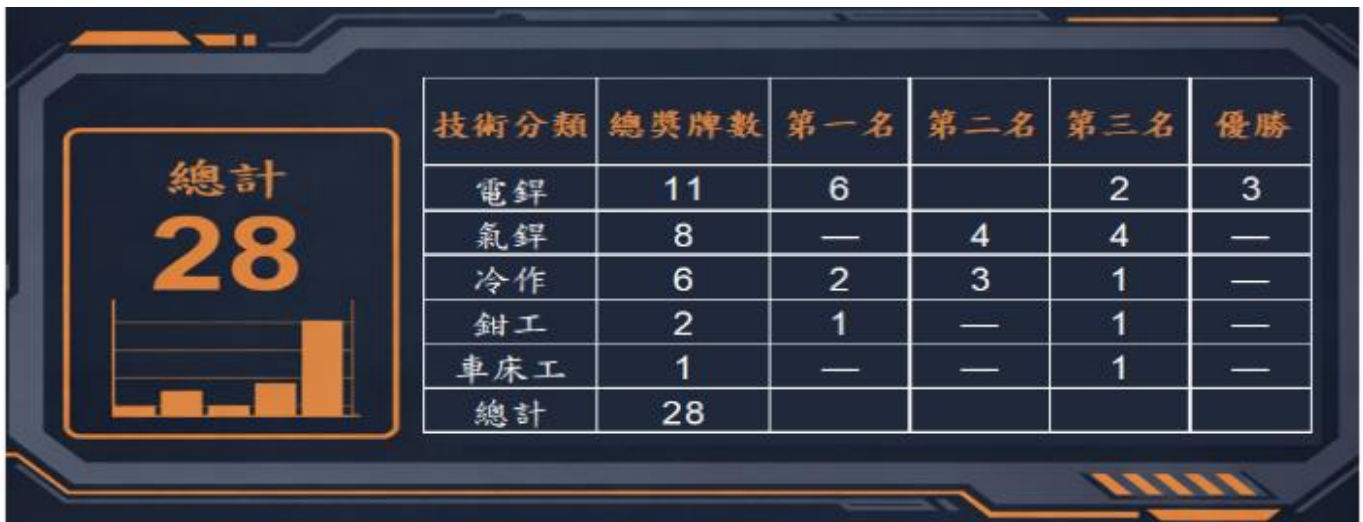 總計
28
技術分類 總獎牌數 第一名 第二名 第三名 優勝
電銲 11 6 2 3
氣銲 8 — 4 4 —
冷作 6 2 3 1 —
鉗工 2 1 — 1 —
車床工 1 — — 1 —
總計 28